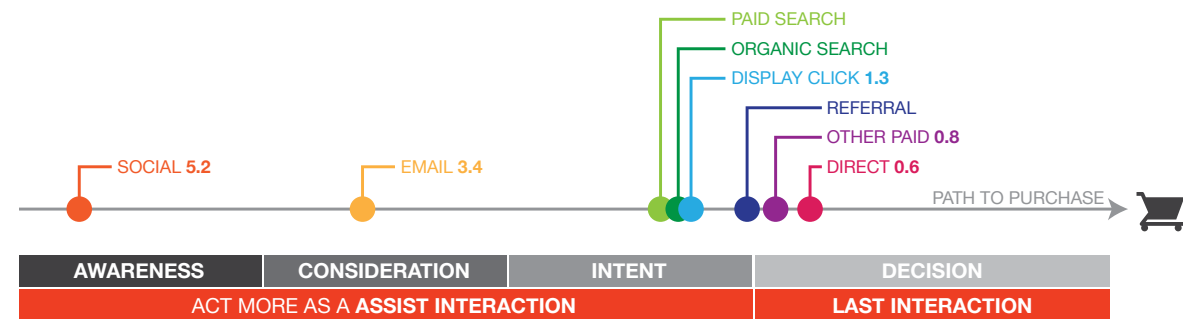 PAID SEARCH
ORGANIC SEARCH
DISPLAY CLICK 1.3
REFERRAL
OTHER PAID 0.8
SOCIAL 5.2
EMAIL 3.4
DIRECT 0.6
PATH TO PURCHASE
AWARENESS
CONSIDERATION
INTENT
DECISION
ACT MORE AS A ASSIST INTERACTION
LAST INTERACTION